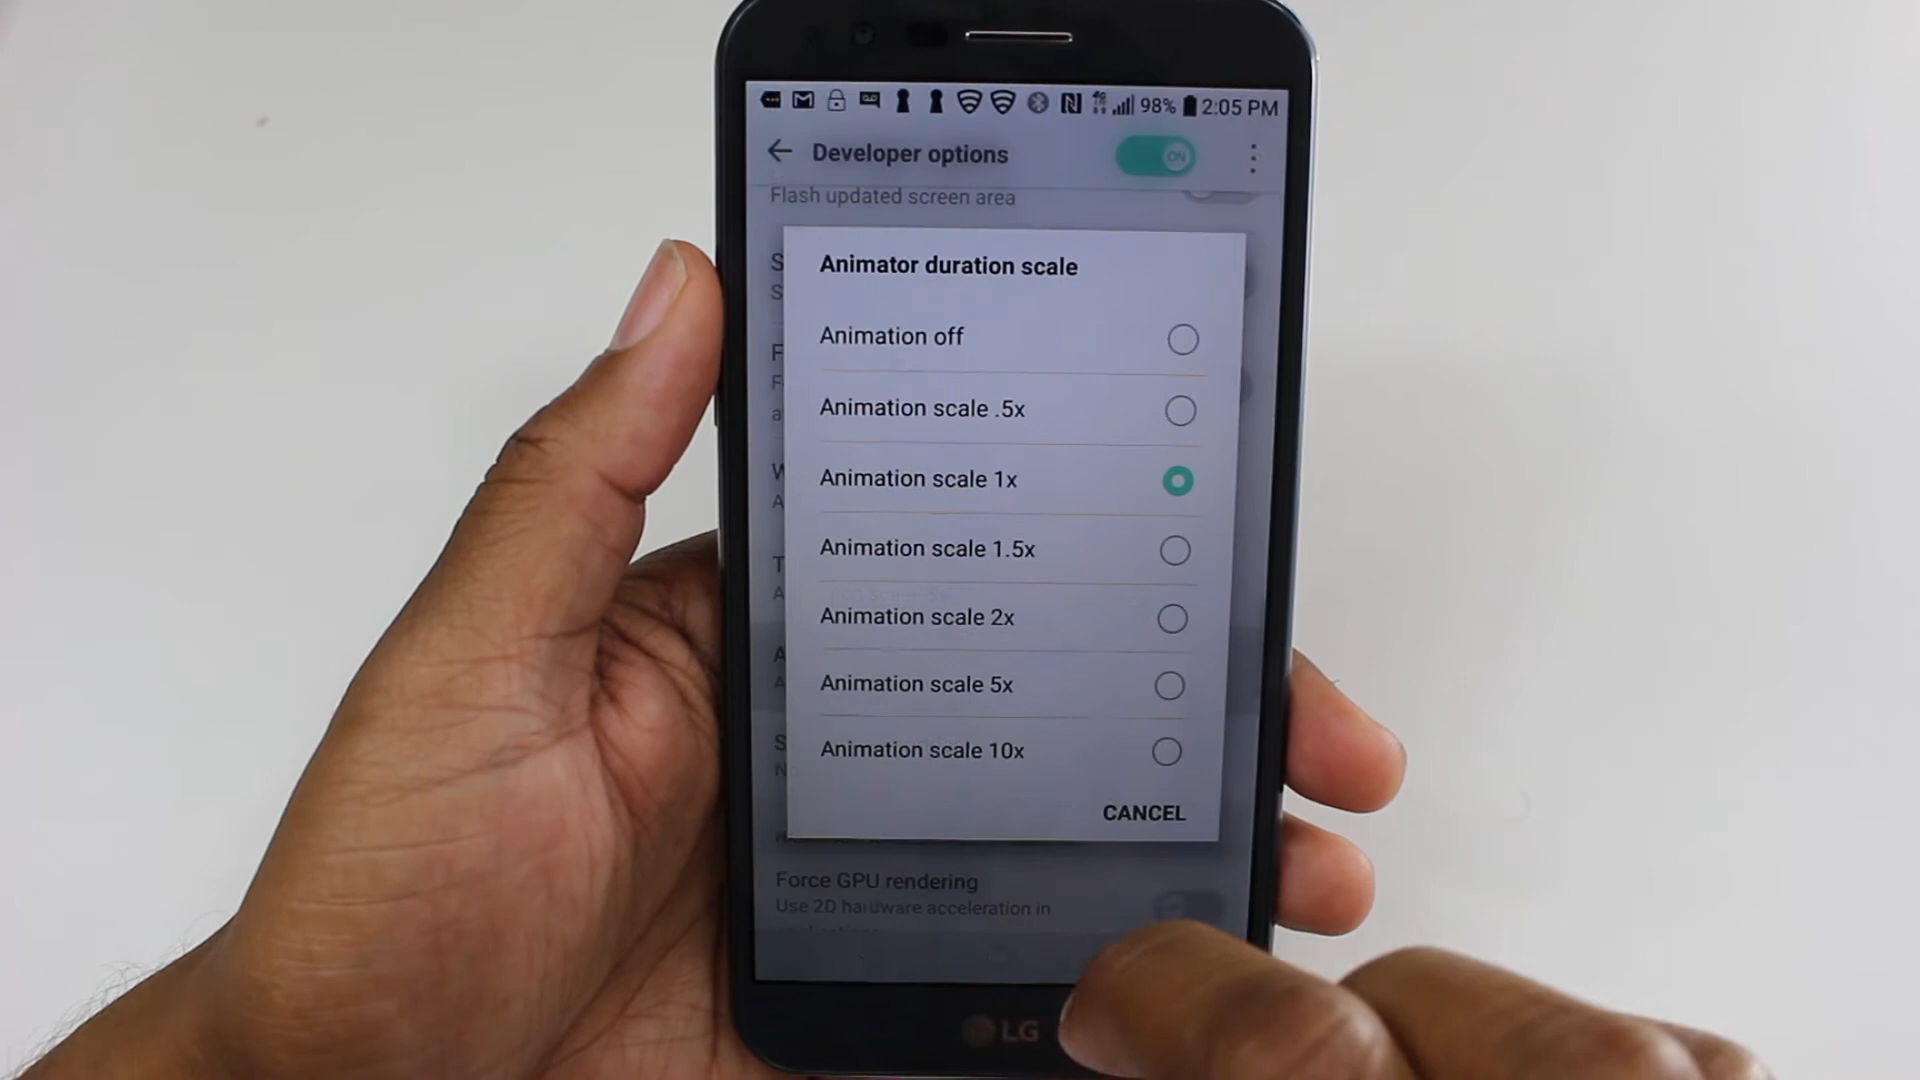 98% 2:05 PM
Developer options ON
Flash updated screen area
Animator duration scale
Animation off
Animation scale .5x
Animation scale 1x
Animation scale 1.5x
Animation scale 2x
Animation scale 5x
Animation scale 10x
CANCEL
Force GPU rendering
Use 2D hardware acceleration in
LG